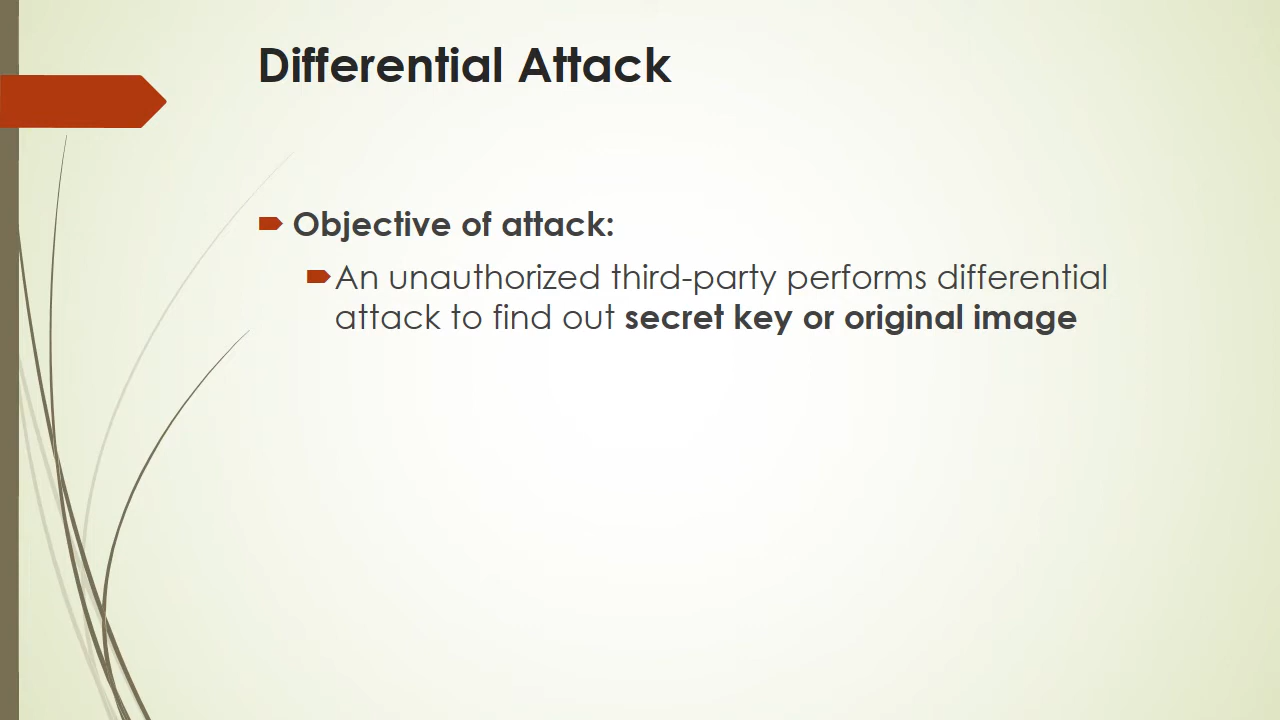 Differential Attack
Objective of attack:
An unauthorized third-party performs differential
attack to find out secret key or original image